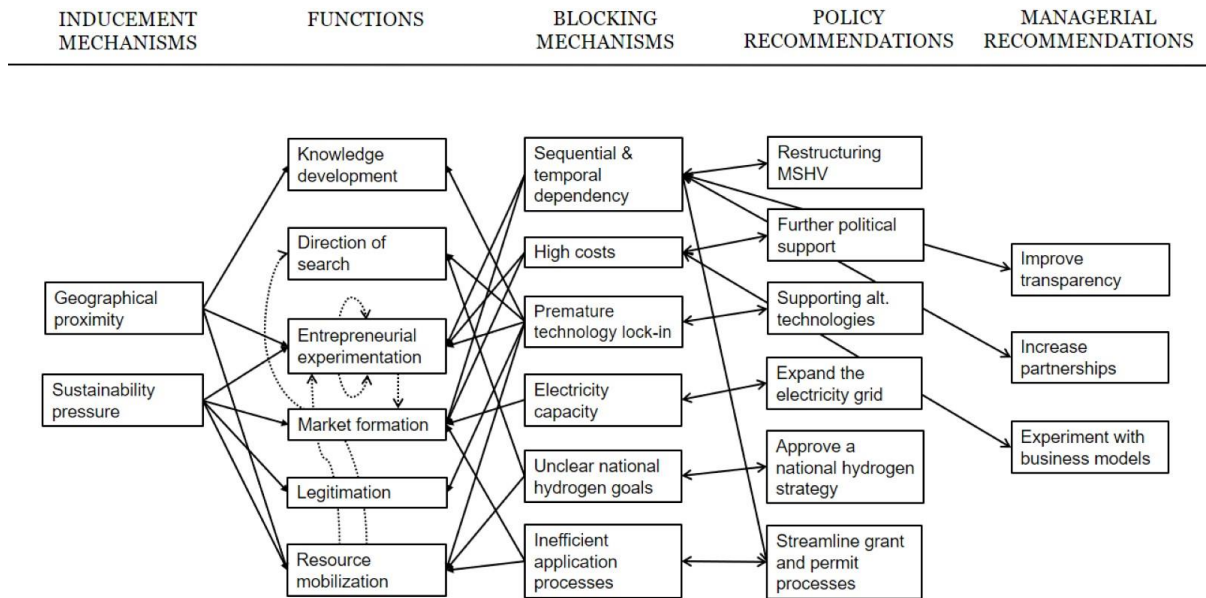 INDUCEMENT
MECHANISMS
FUNCTIONS
BLOCKING
MECHANISMS
POLICY
RECOMMENDATIONS
MANAGERIAL
RECOMMENDATIONS
Geographical
proximity
Sustainability
pressure
Knowledge
development
Direction of
search
Entrepreneurial
experimentation
Market formation
Legitimation
Resource
mobilization
Sequential &
temporal
dependency
High costs
Premature
technology lock-in
Electricity
capacity
Unclear national
hydrogen goals
Inefficient
application
processes
Restructuring
MSHV
Further political
support
Supporting alt.
technologies
Expand the
electricity grid
Approve a
national hydrogen
strategy
Streamline grant
and permit
processes
Improve
transparency
Increase
partnerships
Experiment with
business models